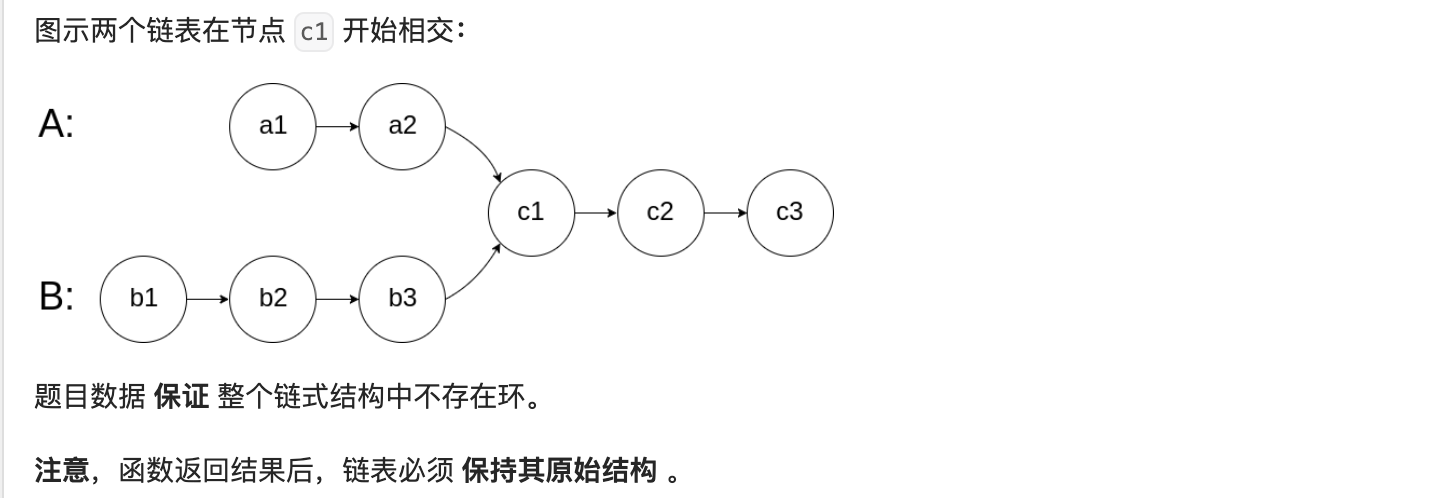 图示两个链表在节点 c1 开始相交：
A:
a1
a2
c1
c2
c3
B:
b1
b2
b3
题目数据 保证 整个链式结构中不存在环。
注意，函数返回结果后，链表必须 保持其原始结构 。